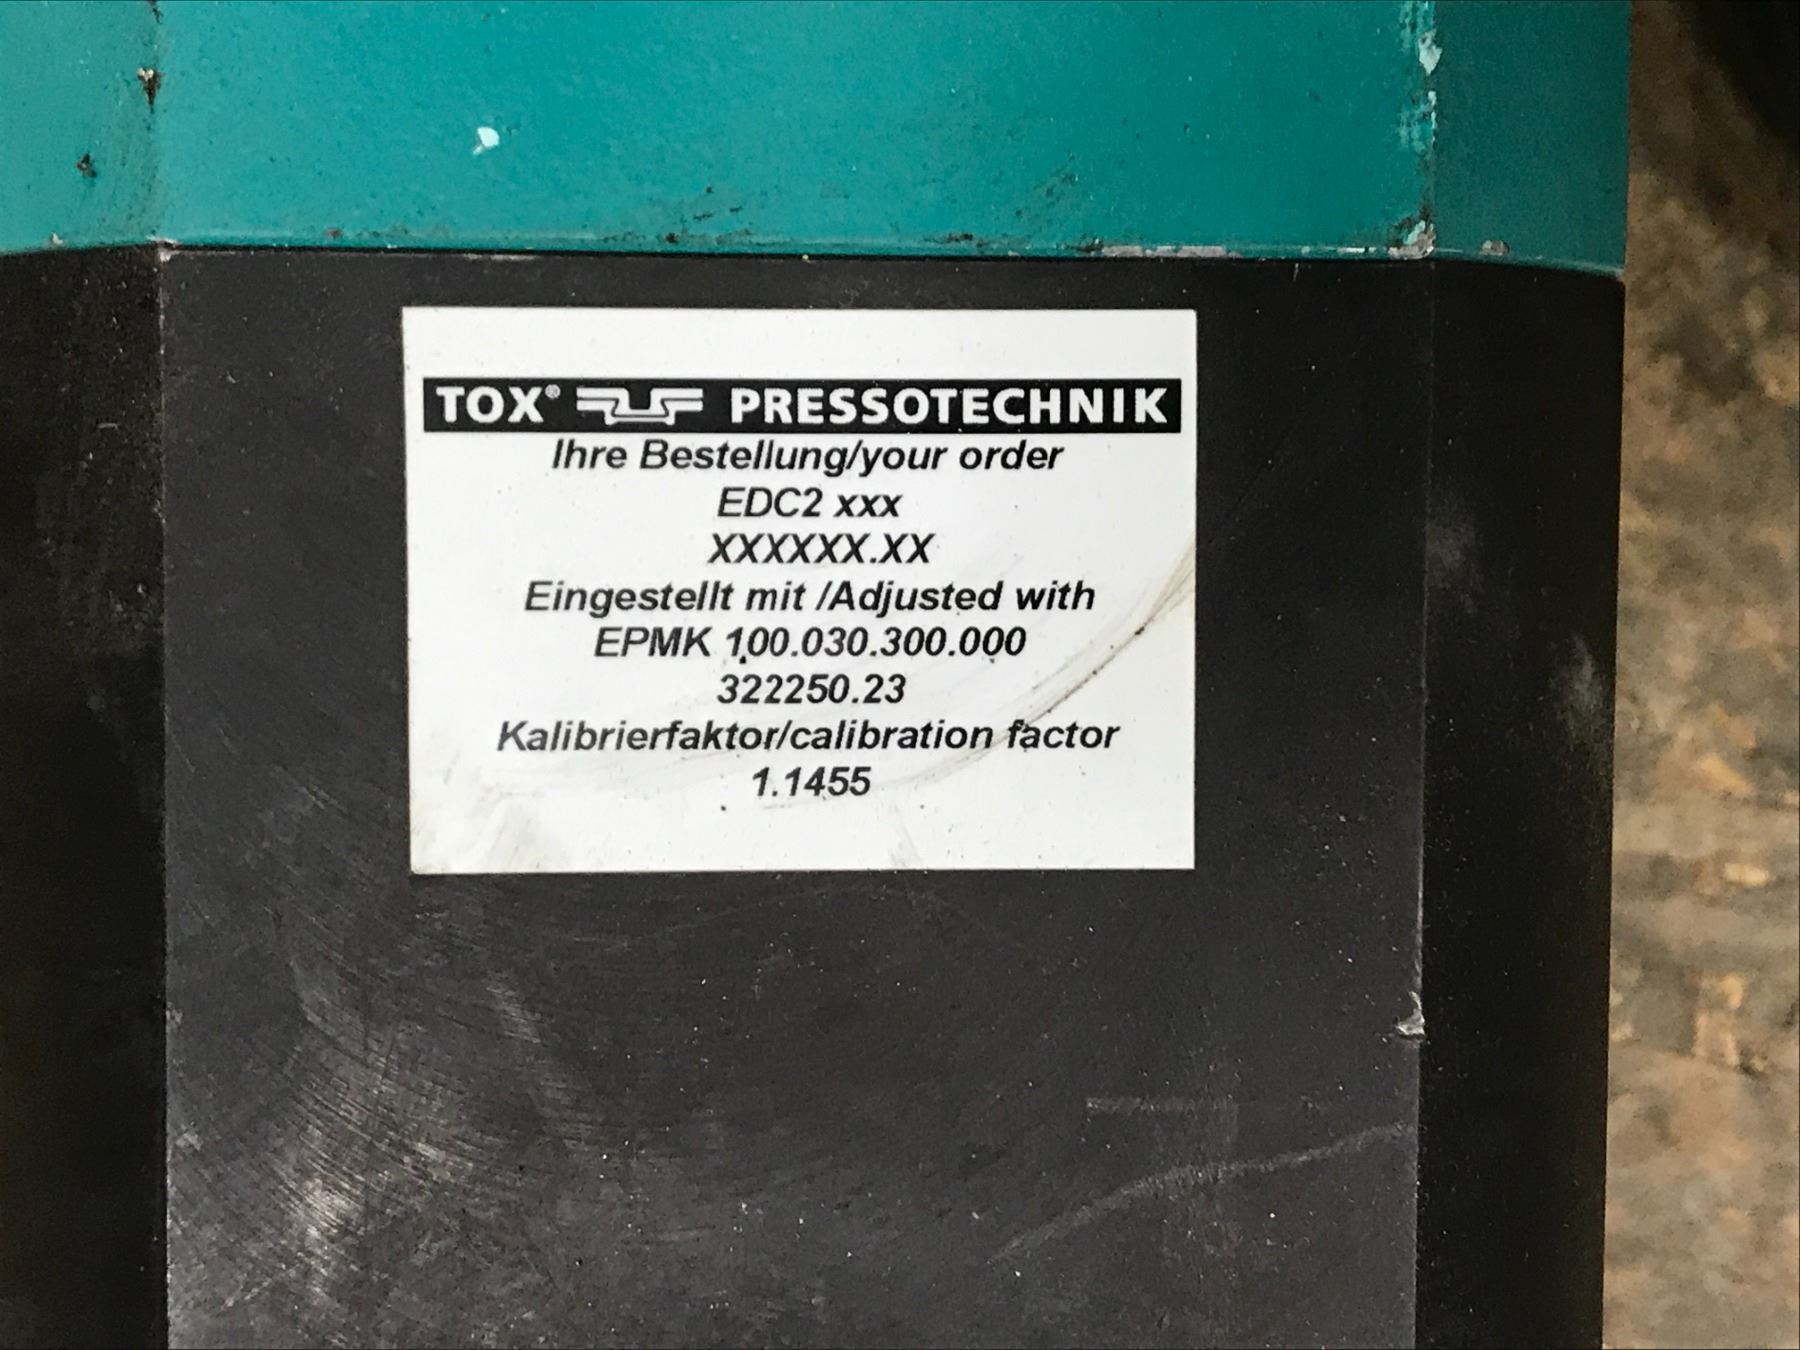 TOX® PRESSOTECHNIK
Ihre Bestellung/your order
EDC2 xxx
XXXXXX.XX
Eingestellt mit /Adjusted with
EPMK 100.030.300.000
322250.23
Kalibrierfaktor/calibration factor
1.1455